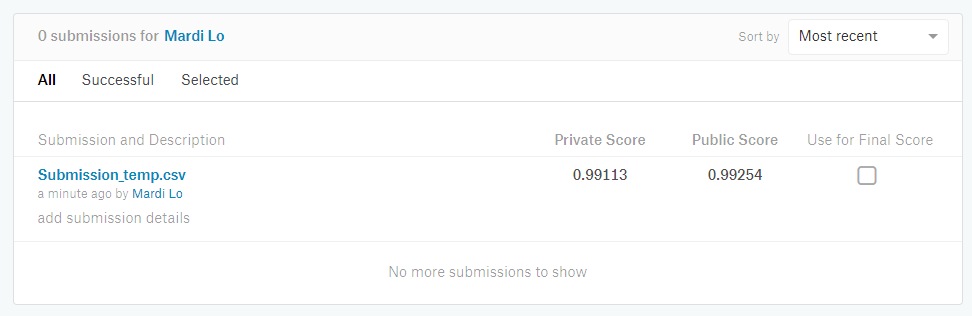 0 submissions for Mardi Lo Sort by Most recent
All Successful Selected
Submission and Description Private Score Public Score Use for Final Score
Submission_temp.csv 0.99113 0.99254
a minute ago by Mardi Lo
add submission details
No more submissions to show